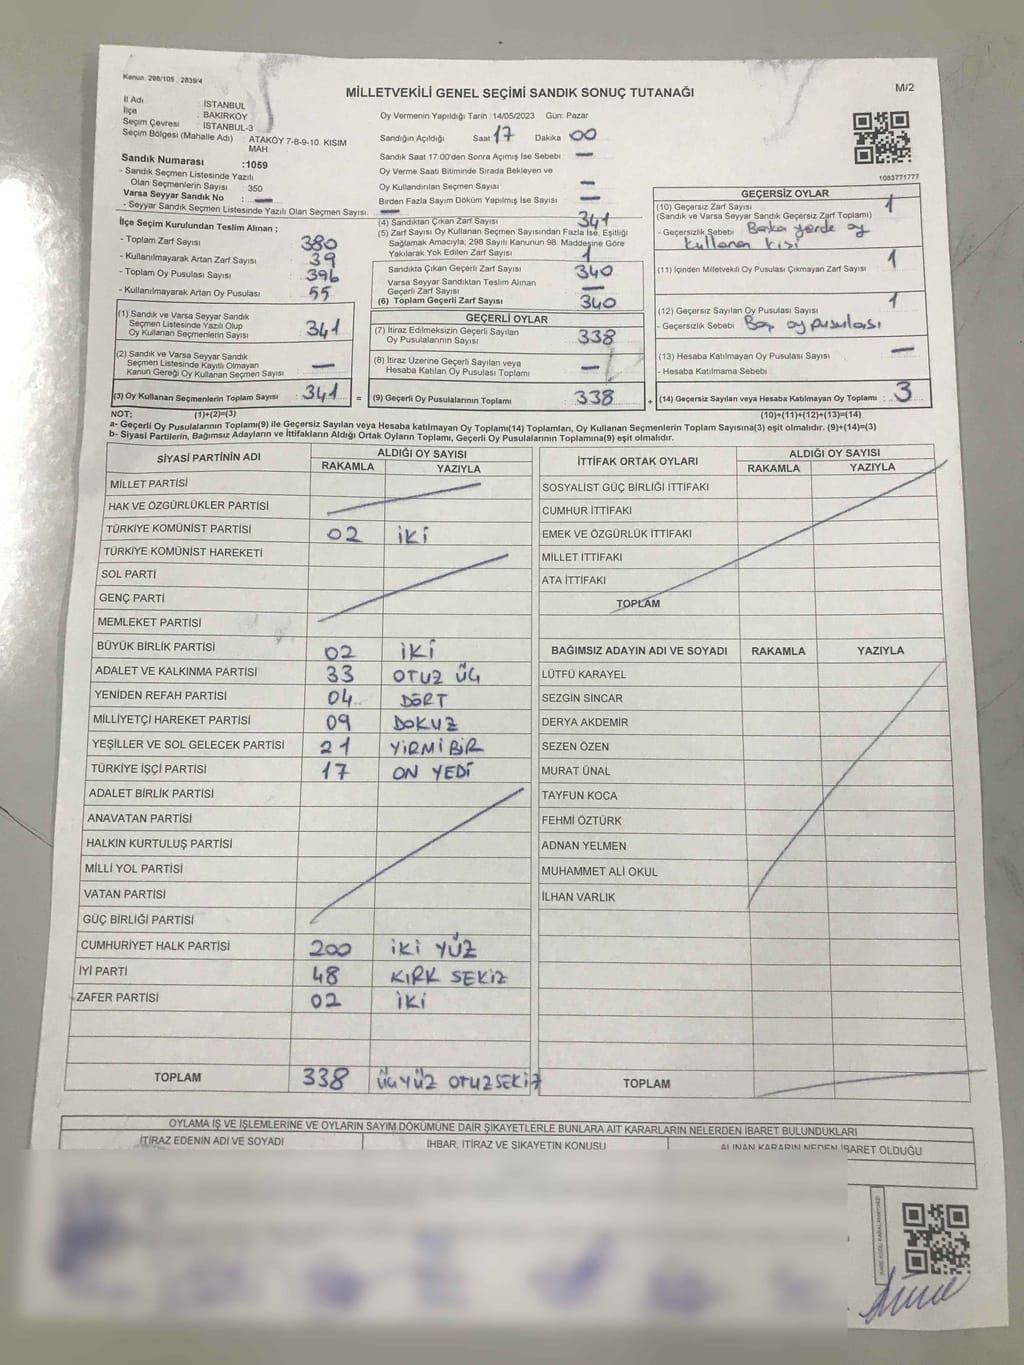 Kanun. 298/105 , 2839/4
MİLLETVEKİLİ GENEL SEÇİMİ SANDIK SONUÇ TUTANAĞI
M/2
İl Adı : İSTANBUL
İlçe : BAKIRKÖY
Seçim Çevresi : İSTANBUL-3
Seçim Bölgesi (Mahalle Adı) : ATAKÖY 7-8-9-10. KISIM MAH
Sandık Numarası :1059
- Sandık Seçmen Listesinde Yazılı
Olan Seçmenlerin Sayısı 350
Varsa Seyyar Sandık No : —
- Seyyar Sandık Seçmen Listesinde Yazılı Olan Seçmen Sayısı: —
Oy Vermenin Yapıldığı Tarih :14/05/2023 Gün: Pazar
Sandığın Açıldığı Saat 17 Dakika 00
Sandık Saat 17:00'den Sonra Açımış İse Sebebi —
Oy Verme Saati Bitiminde Sırada Bekleyen ve
Oy Kullandırılan Seçmen Sayısı —
Birden Fazla Sayım Döküm Yapılmış İse Sayısı —
1083771777
İlçe Seçim Kurulundan Teslim Alınan ;
- Toplam Zarf Sayısı 380
- Kullanılmayarak Artan Zarf Sayısı 39
- Toplam Oy Pusulası Sayısı 396
- Kullanılmayarak Artan Oy Pusulası 55
(1) Sandık ve Varsa Seyyar Sandık
Seçmen Listesinde Yazılı Olup
Oy Kullanan Seçmenlerin Sayısı 341
(2) Sandık ve Varsa Seyyar Sandık
Seçmen Listesinde Kayıtlı Olmayan
Kanun Gereği Oy Kullanan Seçmen Sayısı —
(3) Oy Kullanan Seçmenlerin Toplam Sayısı : 341 =
(4) Sandıktan Çıkan Zarf Sayısı 341
(5) Zarf Sayısı Oy Kullanan Seçmen Sayısından Fazla İse, Eşitliği
Sağlamak Amacıyla; 298 Sayılı Kanunun 98. Maddesine Göre
Yakılarak Yok Edilen Zarf Sayısı 1
Sandıkta Çıkan Geçerli Zarf Sayısı 340
Varsa Seyyar Sandıktan Teslim Alınan
Geçerli Zarf Sayısı —
(6) Toplam Geçerli Zarf Sayısı 340
GEÇERLİ OYLAR
(7) İtiraz Edilmeksizin Geçerli Sayılan
Oy Pusulalarının Sayısı 338
(8) İtiraz Üzerine Geçerli Sayılan veya
Hesaba Katılan Oy Pusulası Toplamı —
(9) Geçerli Oy Pusulalarının Toplamı 338 +
GEÇERSİZ OYLAR
(10) Geçersiz Zarf Sayısı 1
(Sandık ve Varsa Seyyar Sandık Geçersiz Zarf Toplamı)
- Geçersizlik Sebebi Başka yerde oy
kullanan kişi
(11) İçinden Milletvekili Oy Pusulası Çıkmayan Zarf Sayısı 1
(12) Geçersiz Sayılan Oy Pusulası Sayısı 1
- Geçersizlik Sebebi Boş oy pusulası
(13) Hesaba Katılmayan Oy Pusulası Sayısı —
- Hesaba Katılmama Sebebi
(14) Geçersiz Sayılan veya Hesaba Katılmayan Oy Toplamı : 3
NOT: (1)+(2)=(3) (10)+(11)+(12)+(13)=(14)
a- Geçerli Oy Pusulalarının Toplamı(9) ile Geçersiz Sayılan veya Hesaba katılmayan Oy Toplamı(14) Toplamları, Oy Kullanan Seçmenlerin Toplam Sayısına(3) eşit olmalıdır. (9)+(14)=(3)
b- Siyasi Partilerin, Bağımsız Adayların ve İttifakların Aldığı Ortak Oyların Toplamı, Geçerli Oy Pusulalarının Toplamına(9) eşit olmalıdır.
SİYASİ PARTİNİN ADI ALDIĞI OY SAYISI
RAKAMLA YAZIYLA
MİLLET PARTİSİ
HAK VE ÖZGÜRLÜKLER PARTİSİ
TÜRKİYE KOMÜNİST PARTİSİ 02 İKİ
TÜRKİYE KOMÜNİST HAREKETİ
SOL PARTİ
GENÇ PARTİ
MEMLEKET PARTİSİ
BÜYÜK BİRLİK PARTİSİ 02 İKİ
ADALET VE KALKINMA PARTİSİ 33 OTUZ ÜÇ
YENİDEN REFAH PARTİSİ 04 DÖRT
MİLLİYETÇİ HAREKET PARTİSİ 09 DOKUZ
YEŞİLLER VE SOL GELECEK PARTİSİ 21 YİRMİ BİR
TÜRKİYE İŞÇİ PARTİSİ 17 ON YEDİ
ADALET BİRLİK PARTİSİ
ANAVATAN PARTİSİ
HALKIN KURTULUŞ PARTİSİ
MİLLİ YOL PARTİSİ
VATAN PARTİSİ
GÜÇ BİRLİĞİ PARTİSİ
CUMHURİYET HALK PARTİSİ 200 İKİ YÜZ
İYİ PARTİ 48 KIRK SEKİZ
ZAFER PARTİSİ 02 İKİ
TOPLAM 338 ÜÇYÜZ OTUZSEKİZ
İTTİFAK ORTAK OYLARI ALDIĞI OY SAYISI
RAKAMLA YAZIYLA
SOSYALİST GÜÇ BİRLİĞİ İTTİFAKI
CUMHUR İTTİFAKI
EMEK VE ÖZGÜRLÜK İTTİFAKI
MİLLET İTTİFAKI
ATA İTTİFAKI
TOPLAM
BAĞIMSIZ ADAYIN ADI VE SOYADI RAKAMLA YAZIYLA
LÜTFÜ KARAYEL
SEZGİN SİNCAR
DERYA AKDEMİR
SEZEN ÖZEN
MURAT ÜNAL
TAYFUN KOCA
FEHMİ ÖZTÜRK
ADNAN YELMEN
MUHAMMET ALİ OKUL
İLHAN VARLIK
TOPLAM
OYLAMA İŞ VE İŞLEMLERİNE VE OYLARIN SAYIM DÖKÜMÜNE DAİR ŞİKAYETLERLE BUNLARA AİT KARARLARIN NELERDEN İBARET BULUNDUKLARI
İTİRAZ EDENİN ADI VE SOYADI İHBAR, İTİRAZ VE ŞİKAYETİN KONUSU ALINAN KARARIN NEDEN İBARET OLDUĞU